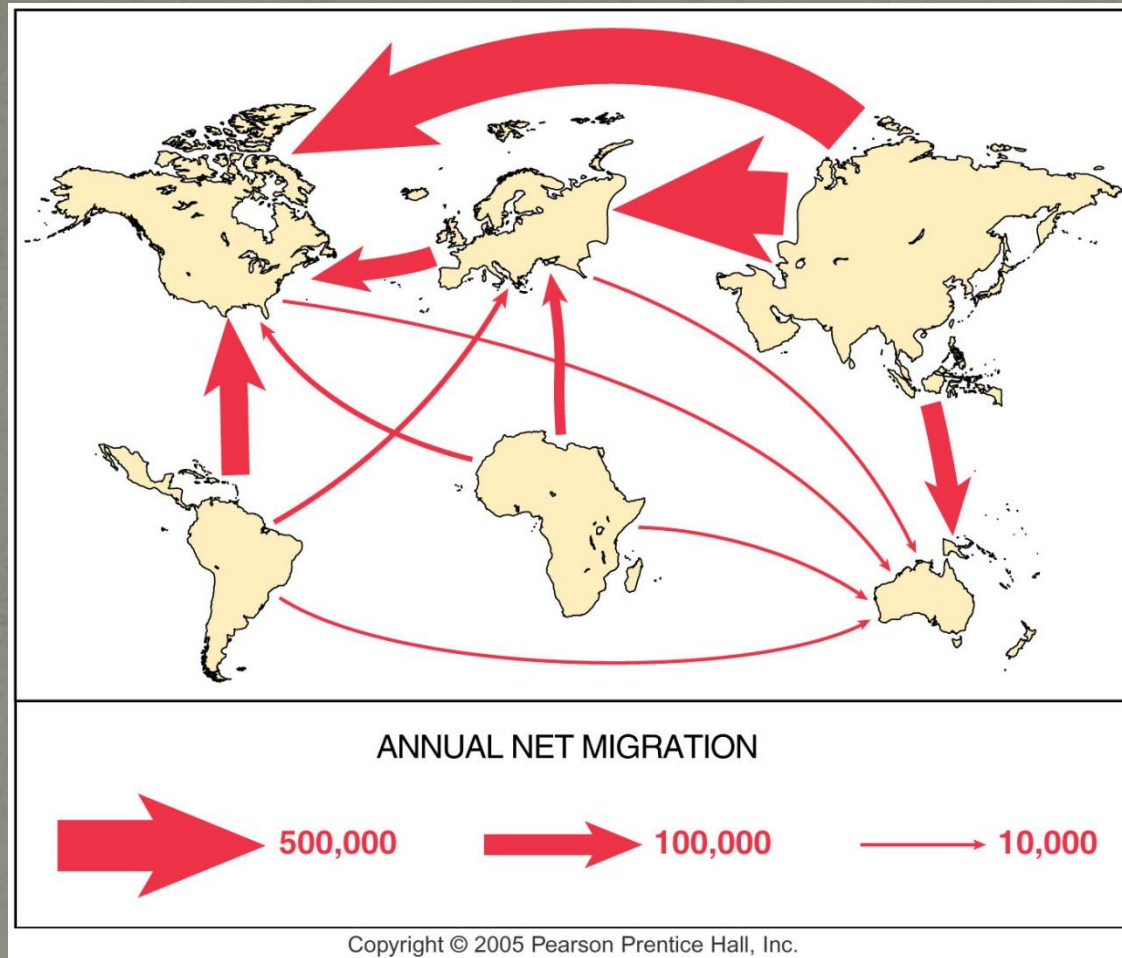 ANNUAL NET MIGRATION
500,000 100,000 10,000
Copyright © 2005 Pearson Prentice Hall, Inc.